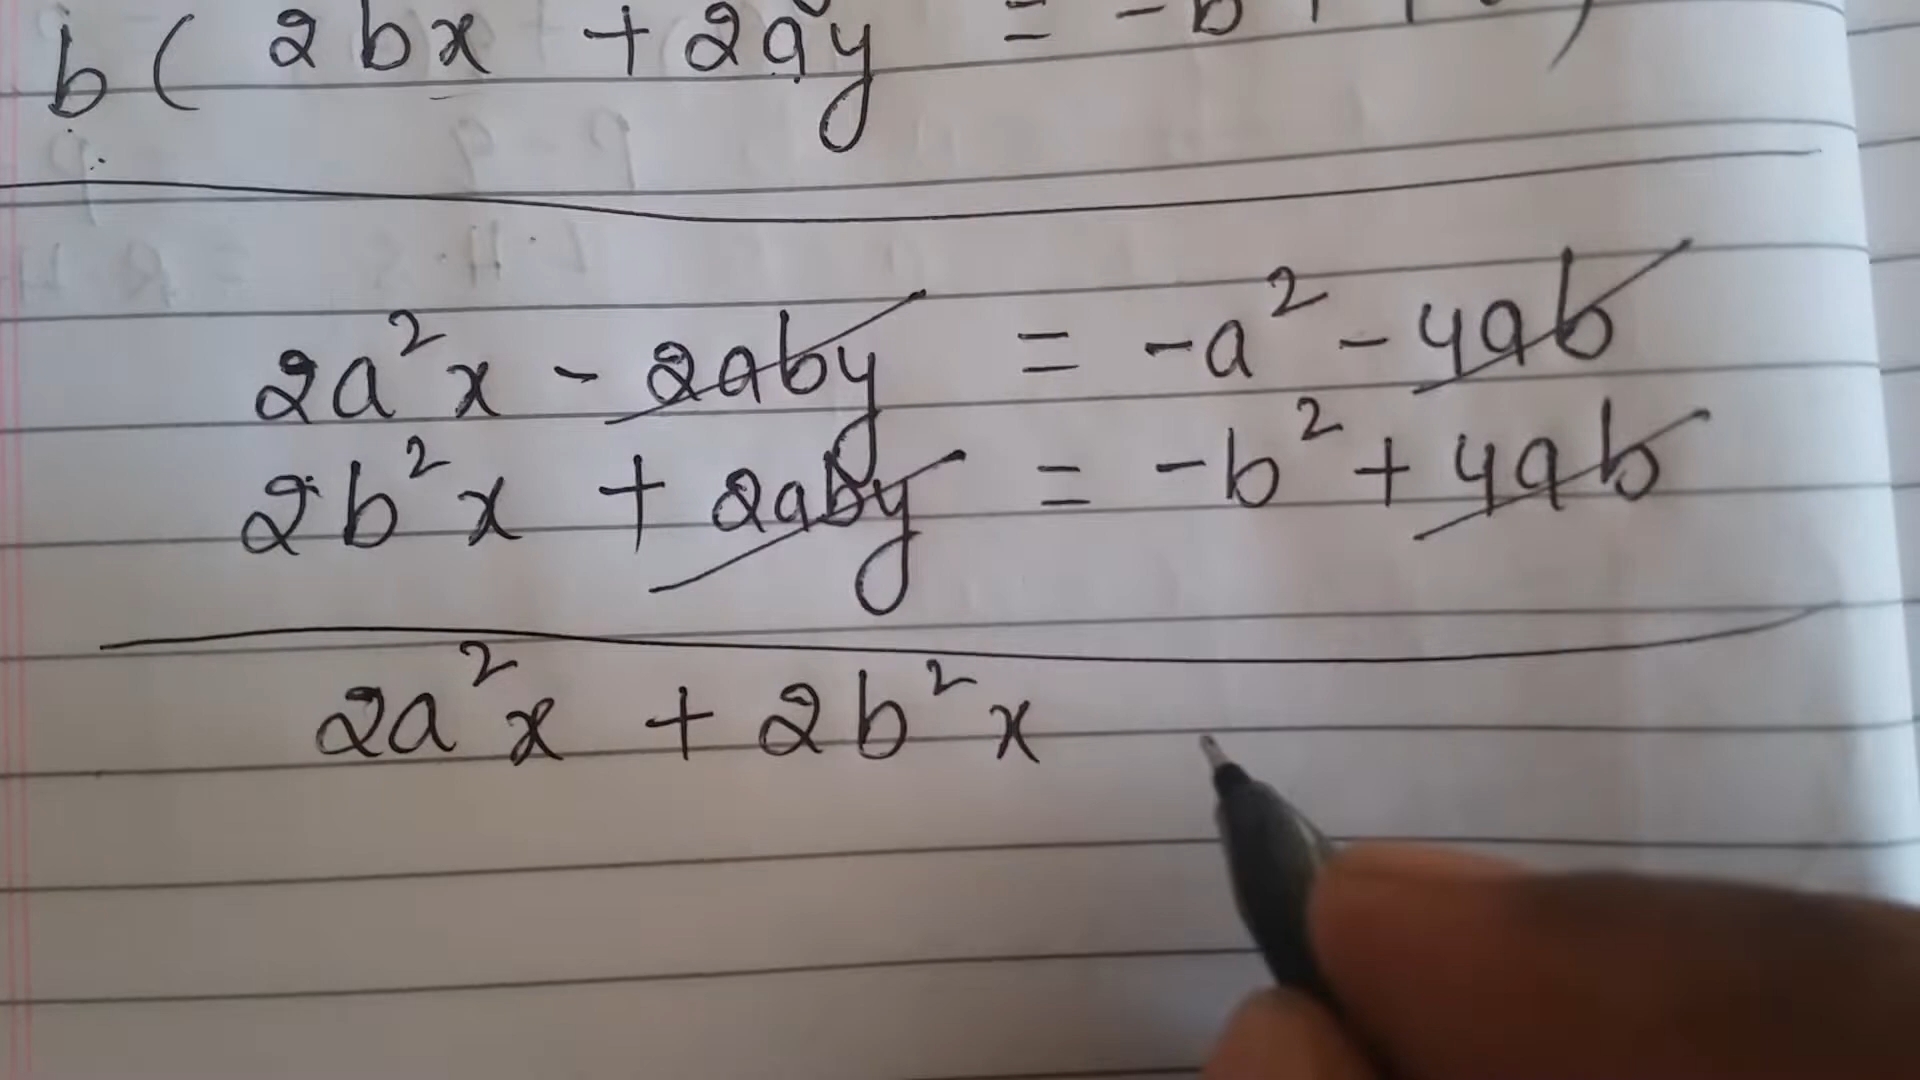 b( 2bx + 2ay = -b
2a²x - 2aby = -a² - 4ab
2b²x + 2aby = -b² + 4ab
2a²x + 2b²x